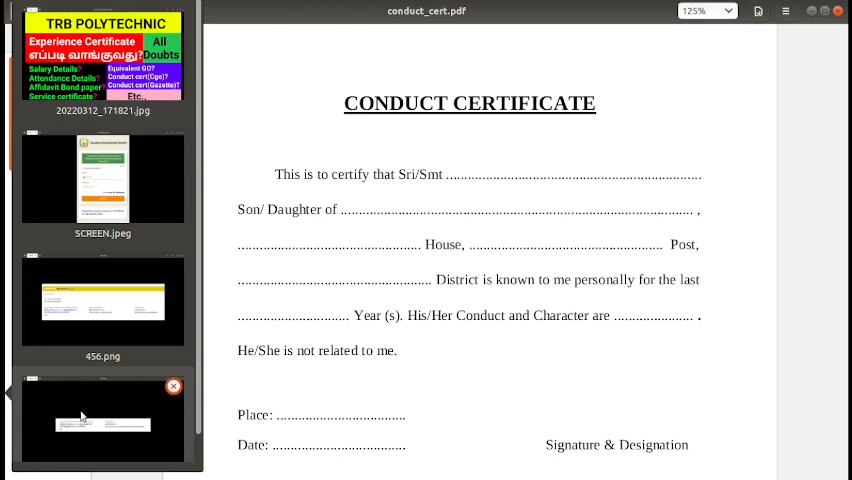 conduct_cert.pdf
125%
TRB POLYTECHNIC
Experience Certificate
எப்படி வாங்குவது?
All
Doubts
Salary Details?
Attendance Details?
Affidavit Bond paper?
Service certificate?
Equivalent GO?
Conduct cert(Cge)?
Conduct cert(Gazette)?
Etc.,
20220312_171821.jpg
SCREEN.jpeg
456.png
CONDUCT CERTIFICATE
This is to certify that Sri/Smt ......................................................................
Son/ Daughter of ................................................................................................ ,
.................................................. House, ..................................................... Post,
..................................................... District is known to me personally for the last
.............................. Year (s). His/Her Conduct and Character are ...................... .
He/She is not related to me.
Place: ....................................
Date: .....................................
Signature & Designation